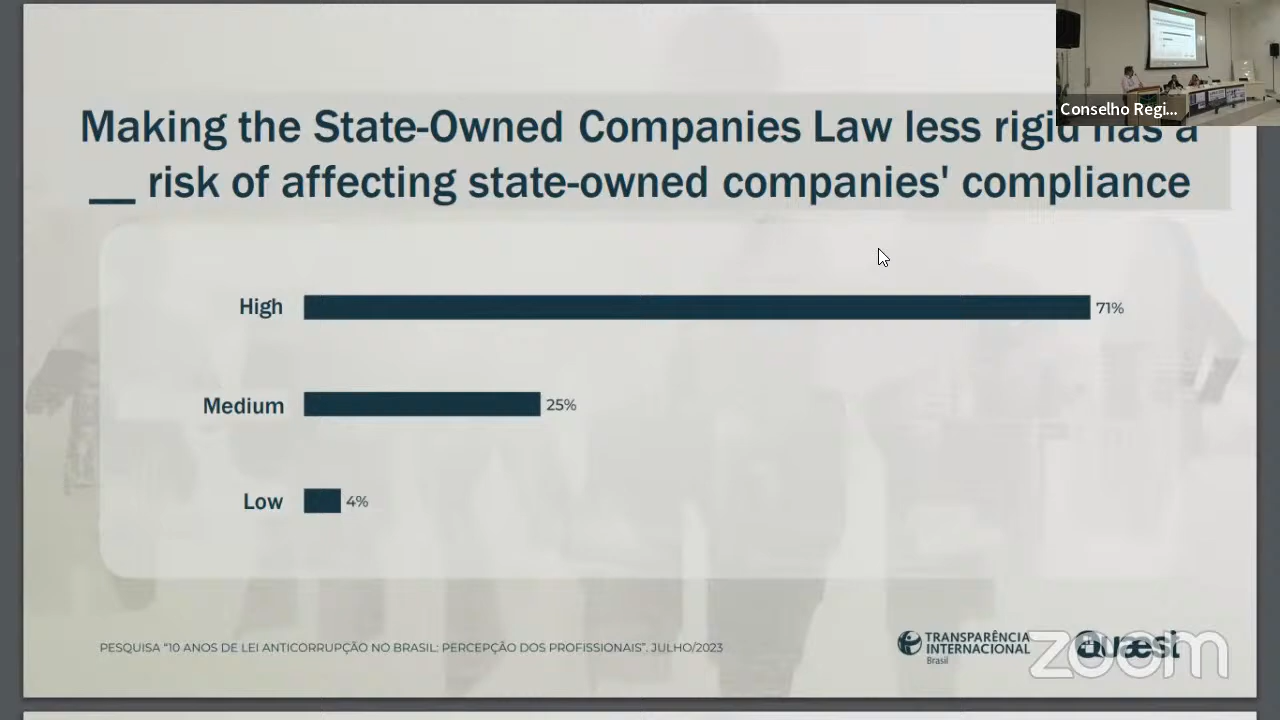 Making the State-Owned Companies Law less rigid has a
__ risk of affecting state-owned companies' compliance
Conselho Regi...
High
71%
Medium
25%
Low
4%
PESQUISA “10 ANOS DE LEI ANTICORRUPÇÃO NO BRASIL: PERCEPÇÃO DOS PROFISSIONAIS”. JULHO/2023
TRANSPARÊNCIA
INTERNACIONAL
Brasil
Quaest
zoom